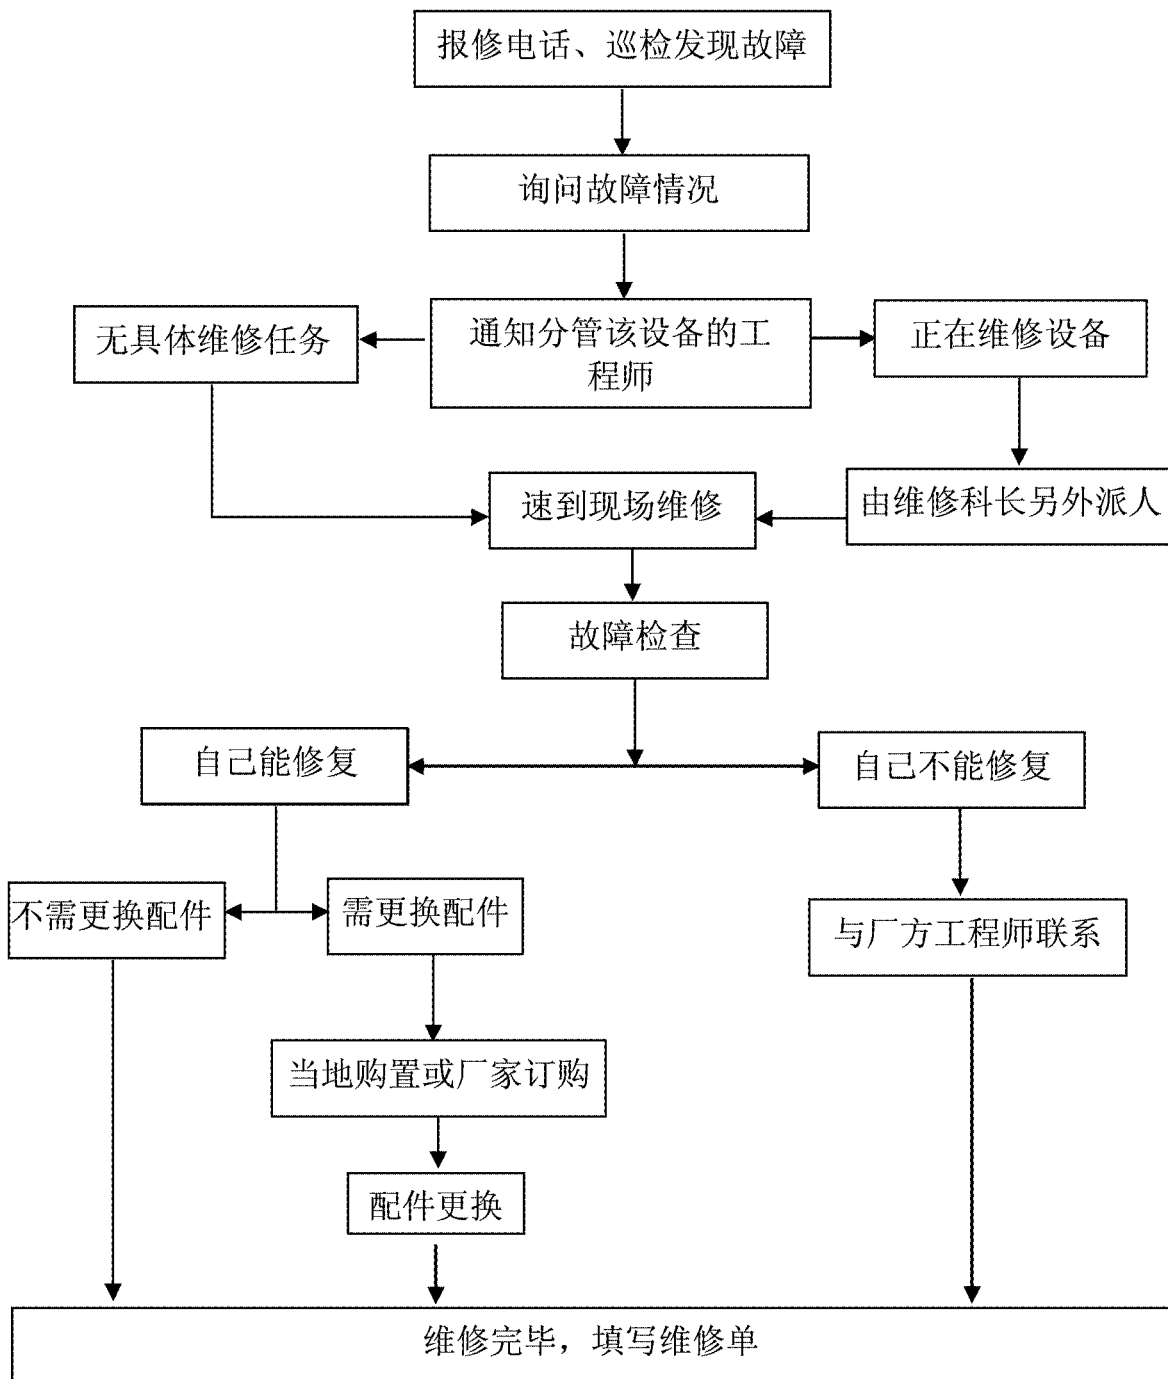 报修电话、巡检发现故障
询问故障情况
无具体维修任务
通知分管该设备的工
程师
正在维修设备
速到现场维修
由维修科长另外派人
故障检查
自己能修复
自己不能修复
不需更换配件
需更换配件
与厂方工程师联系
当地购置或厂家订购
配件更换
维修完毕，填写维修单